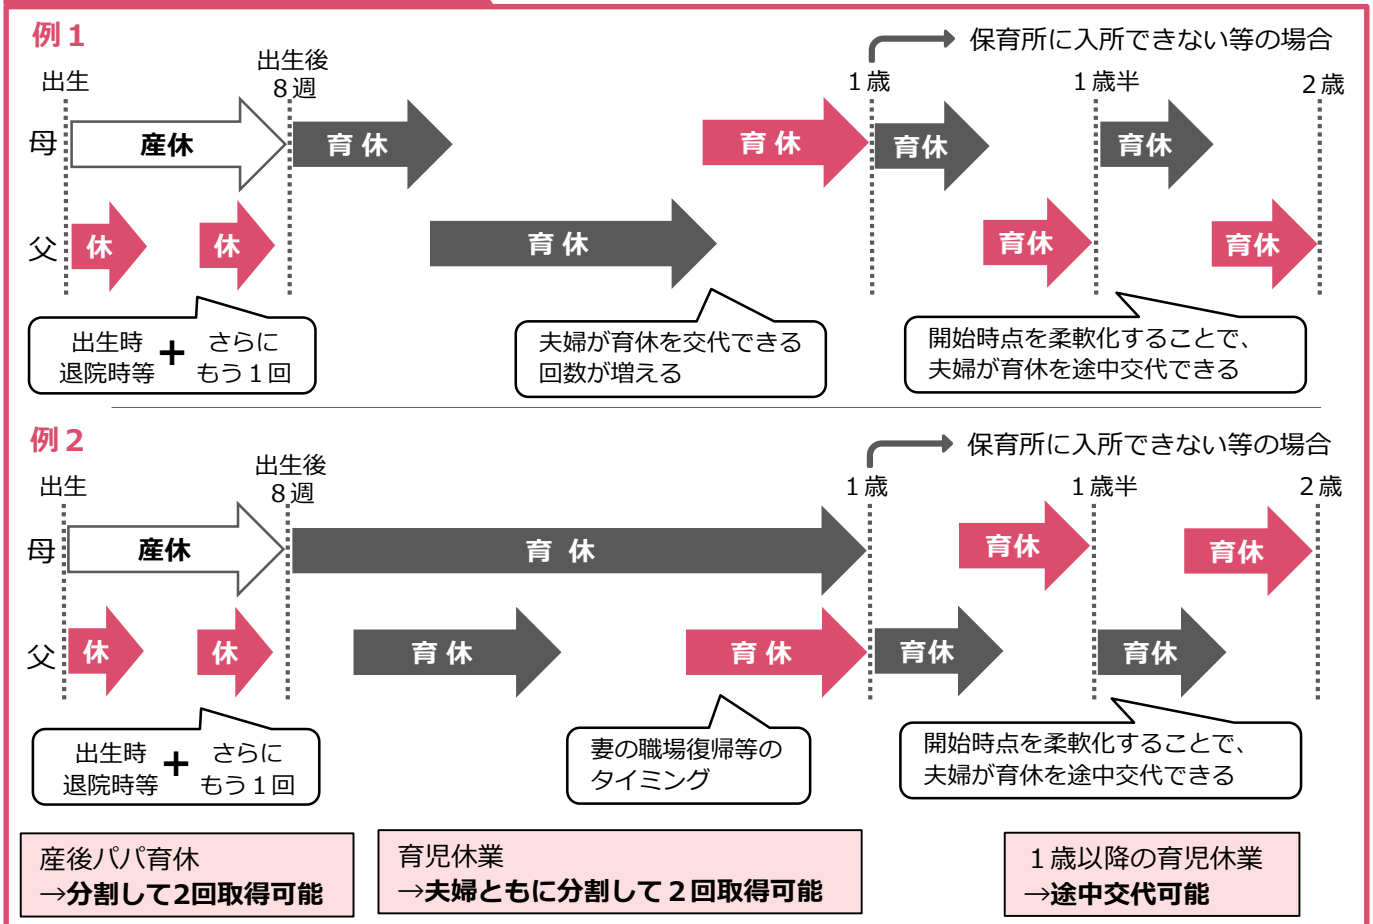 例１
保育所に入所できない等の場合
出生
出生後
８週
１歳
１歳半
２歳
母
産休
育 休
育 休
育休
育休
父
休
休
育 休
育休
育休
出生時
退院時等
＋
さらに
もう１回
夫婦が育休を交代できる
回数が増える
開始時点を柔軟化することで、
夫婦が育休を途中交代できる
例２
保育所に入所できない等の場合
出生
出生後
８週
１歳
１歳半
２歳
母
産休
育 休
育休
育休
父
休
休
育 休
育 休
育休
育休
出生時
退院時等
＋
さらに
もう１回
妻の職場復帰等の
タイミング
開始時点を柔軟化することで、
夫婦が育休を途中交代できる
産後パパ育休
→分割して2回取得可能
育児休業
→夫婦ともに分割して２回取得可能
１歳以降の育児休業
→途中交代可能